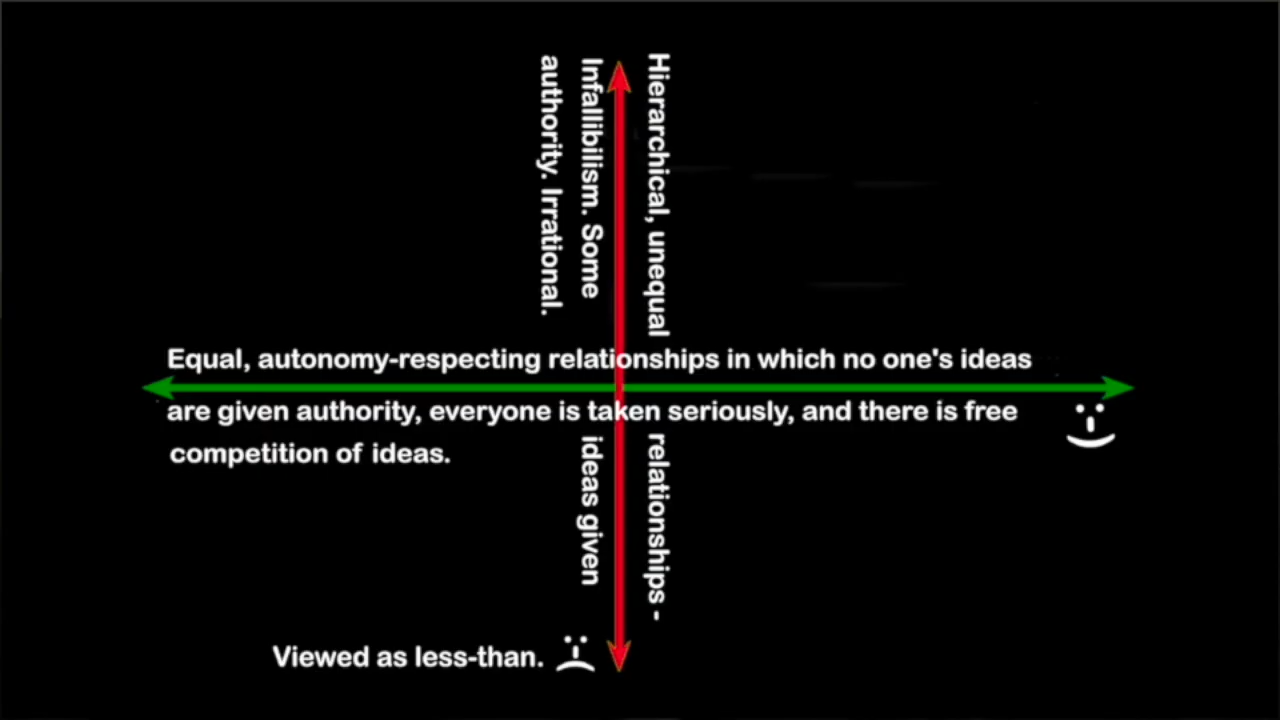 Hierarchical, unequal relationships -
Infallibilism. Some ideas given
authority. Irrational.
Equal, autonomy-respecting relationships in which no one's ideas
are given authority, everyone is taken seriously, and there is free
competition of ideas.
Viewed as less-than.